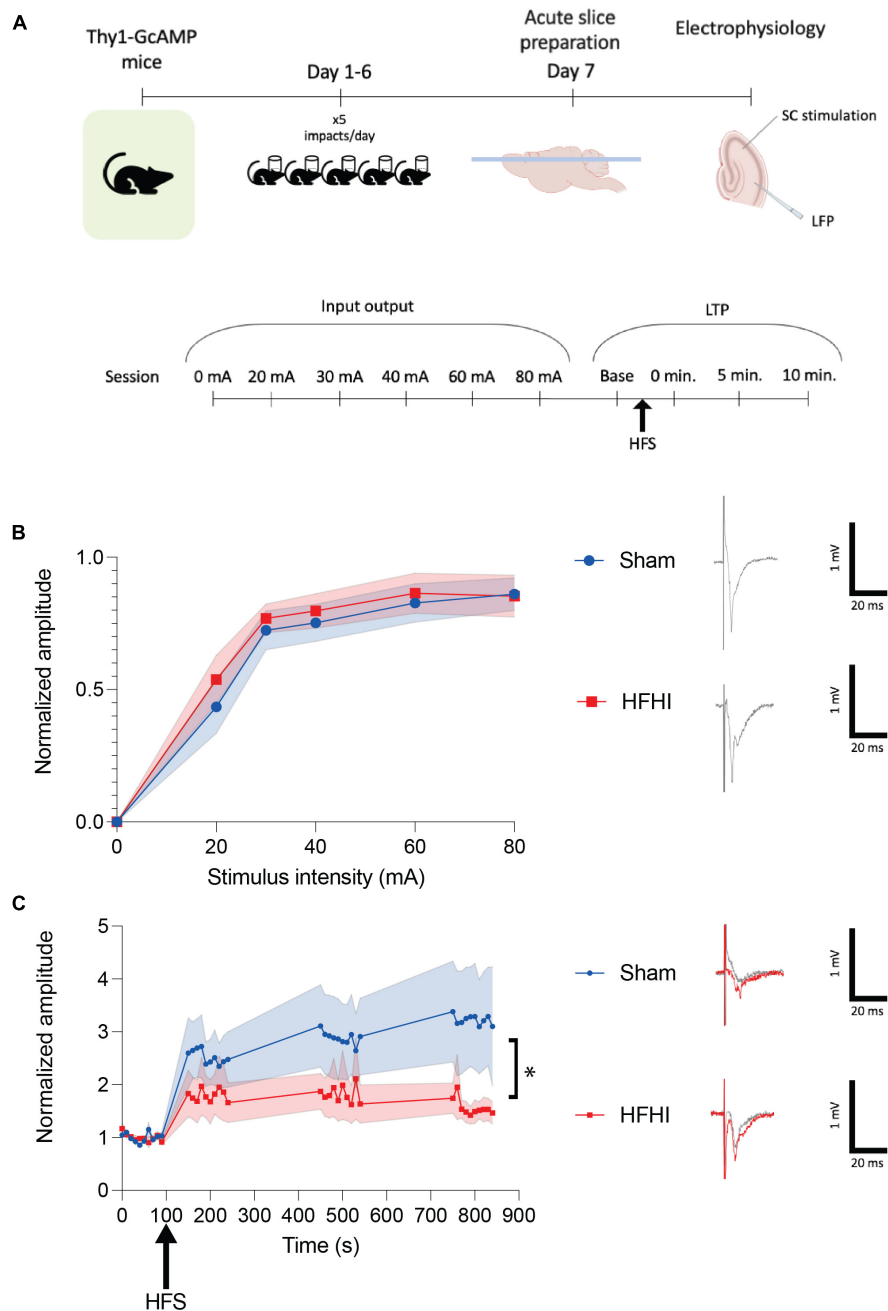 A
Thy1-GcAMP
mice
Day 1-6
Acute slice
preparation
Day 7
Electrophysiology
x5
impacts/day
SC stimulation
LFP
Input output
LTP
Session
0 mA
20 mA
30 mA
40 mA
60 mA
80 mA
Base
0 min.
5 min.
10 min.
HFS
B
Normalized amplitude
1.0
0.5
0.0
0
20
40
60
80
Stimulus intensity (mA)
Sham
1 mV
20 ms
HFHI
1 mV
20 ms
C
Normalized amplitude
5
4
3
2
1
0
0
100
200
300
400
500
600
700
800
900
Time (s)
HFS
*
Sham
1 mV
20 ms
HFHI
1 mV
20 ms